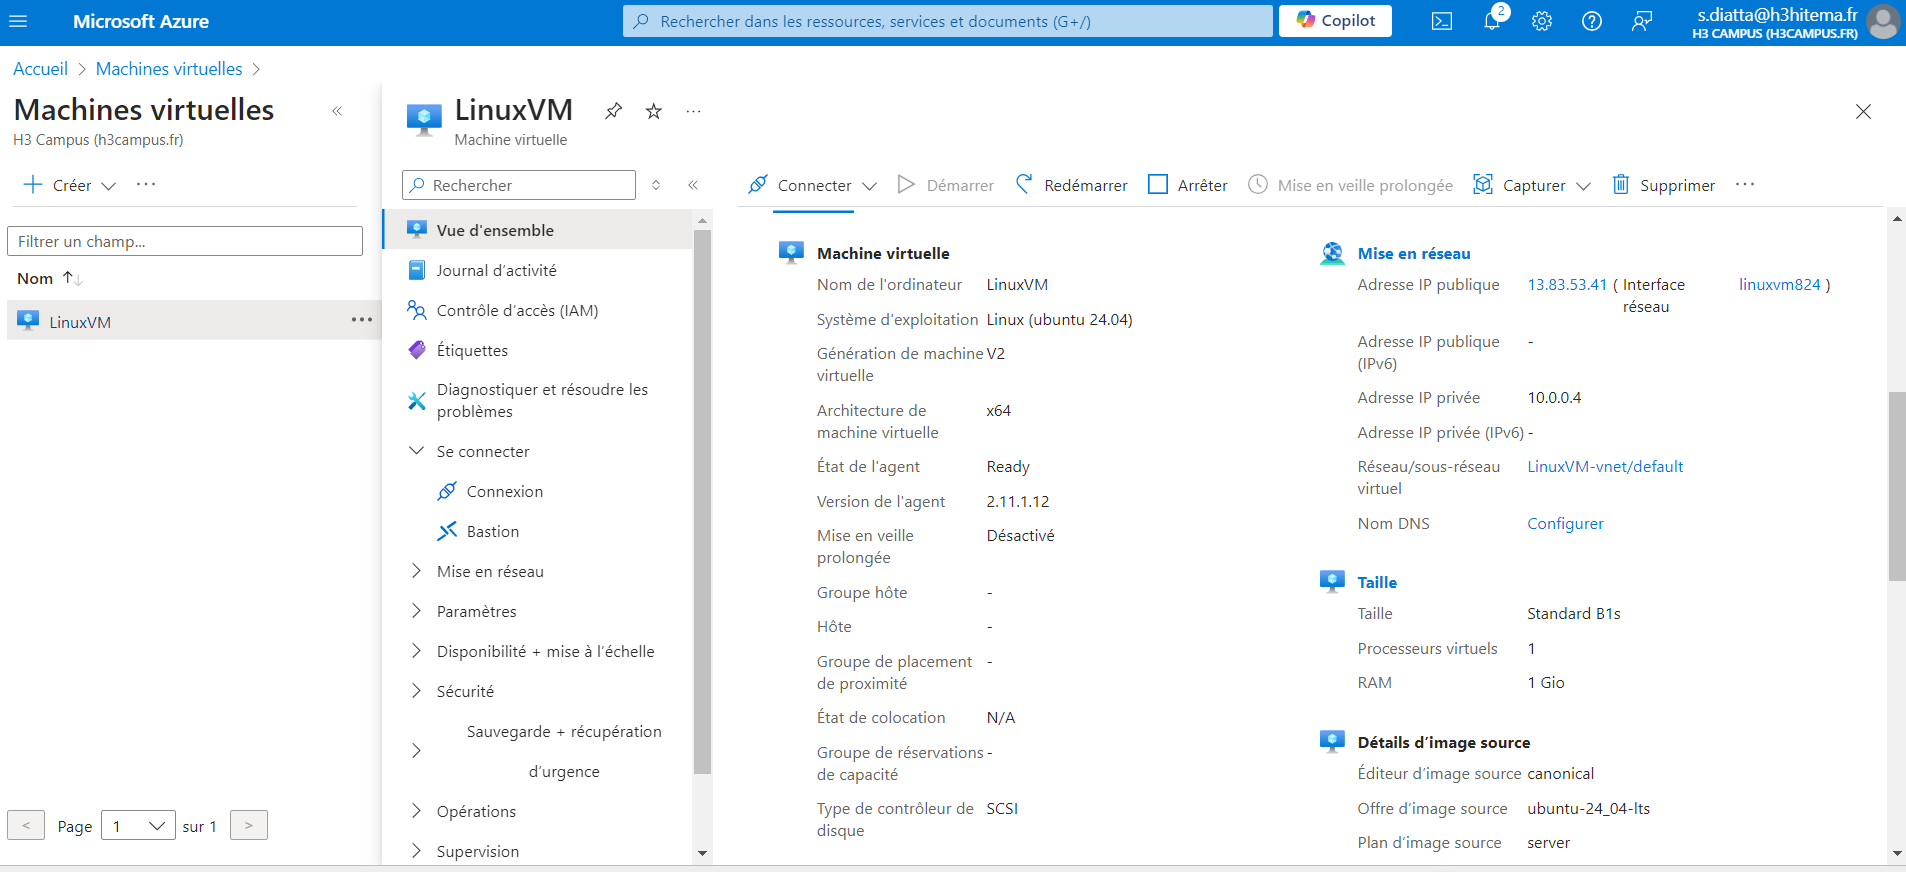 Microsoft Azure
Rechercher dans les ressources, services et documents (G+/)
Copilot
2
s.diatta@h3hitema.fr
H3 CAMPUS (H3CAMPUS.FR)
Accueil > Machines virtuelles >
Machines virtuelles
H3 Campus (h3campus.fr)
Créer
Filtrer un champ...
Nom
LinuxVM
Page 1 sur 1
LinuxVM
Machine virtuelle
Rechercher
Vue d'ensemble
Journal d'activité
Contrôle d'accès (IAM)
Étiquettes
Diagnostiquer et résoudre les
problèmes
Se connecter
Connexion
Bastion
Mise en réseau
Paramètres
Disponibilité + mise à l'échelle
Sécurité
Sauvegarde + récupération
d'urgence
Opérations
Supervision
Connecter Démarrer Redémarrer Arrêter Mise en veille prolongée Capturer Supprimer
Machine virtuelle
Nom de l'ordinateur LinuxVM
Système d'exploitation Linux (ubuntu 24.04)
Génération de machine V2
virtuelle
Architecture de x64
machine virtuelle
État de l'agent Ready
Version de l'agent 2.11.1.12
Mise en veille Désactivé
prolongée
Groupe hôte -
Hôte -
Groupe de placement -
de proximité
État de colocation N/A
Groupe de réservations -
de capacité
Type de contrôleur de SCSI
disque
Mise en réseau
Adresse IP publique 13.83.53.41 ( Interface linuxvm824 )
réseau
Adresse IP publique -
(IPv6)
Adresse IP privée 10.0.0.4
Adresse IP privée (IPv6) -
Réseau/sous-réseau LinuxVM-vnet/default
virtuel
Nom DNS Configurer
Taille
Taille Standard B1s
Processeurs virtuels 1
RAM 1 Gio
Détails d'image source
Éditeur d'image source canonical
Offre d'image source ubuntu-24_04-lts
Plan d'image source server